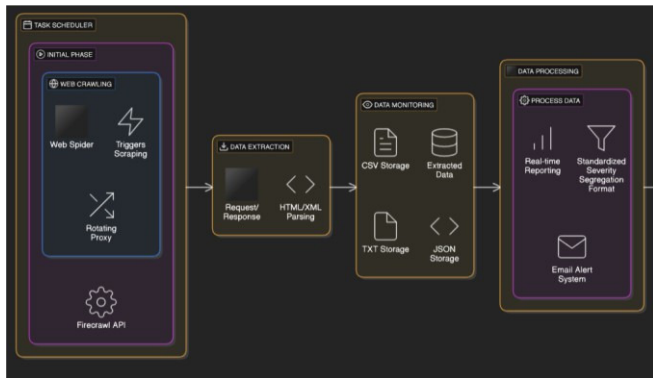 TASK SCHEDULER
INITIAL PHASE
WEB CRAWLING
Web Spider
Triggers
Scraping
Rotating
Proxy
Firecrawl API
DATA EXTRACTION
Request/
Response
HTML/XML
Parsing
DATA MONITORING
CSV Storage
Extracted
Data
TXT Storage
JSON
Storage
DATA PROCESSING
PROCESS DATA
Real-time
Reporting
Standardized
Severity
Segregation
Format
Email Alert
System